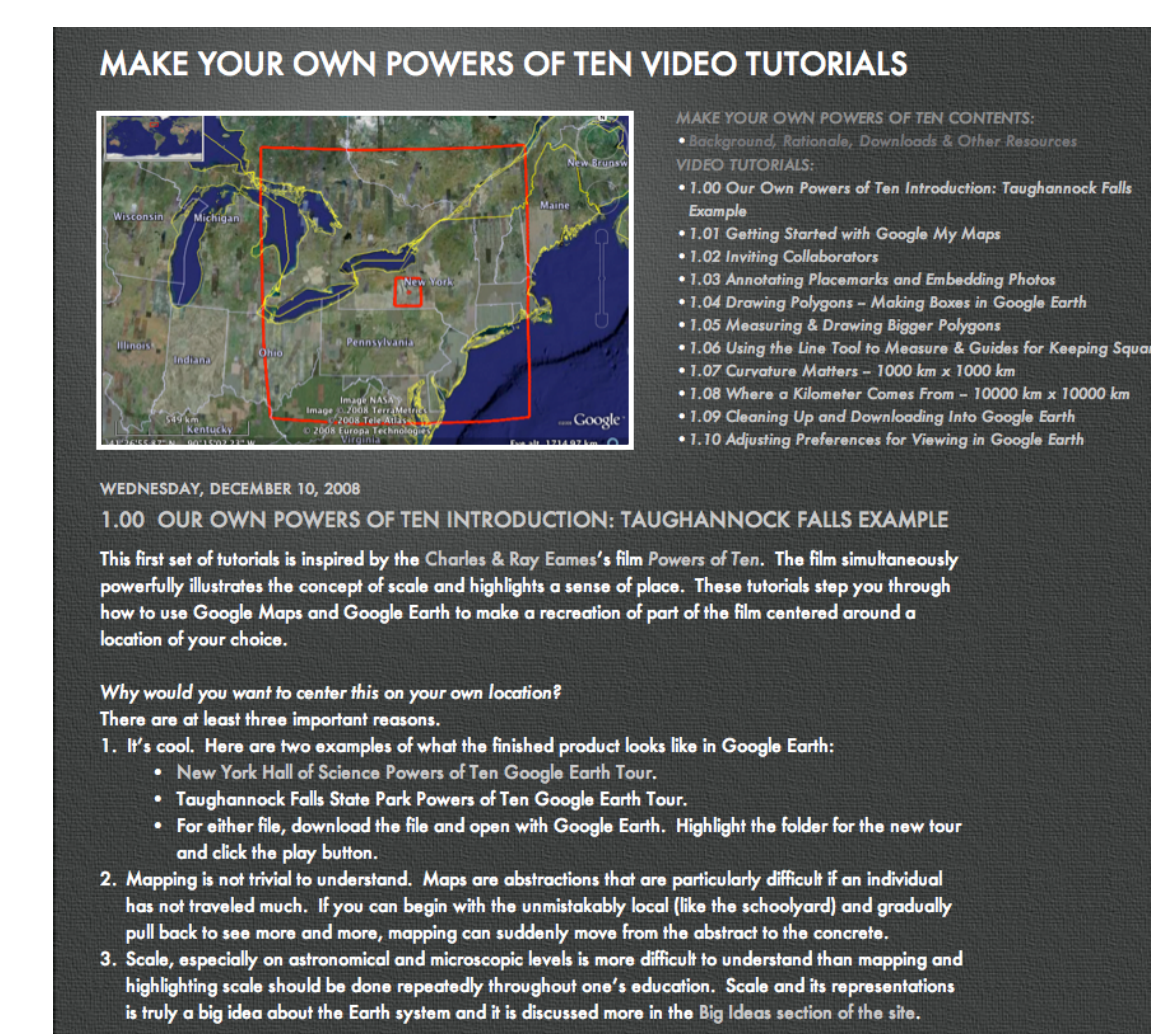 MAKE YOUR OWN POWERS OF TEN VIDEO TUTORIALS
New Brunsw
Maine
Wisconsin
Michigan
New York
Pennsylvania
Illinois
Indiana
Ohio
Image NASA
Image © 2008 TerraMetrics
© 2008 Tele Atlas
© 2008 Europa Technologies
549 km
Kentucky
Virginia
Google
Eye alt 1714.97 km
MAKE YOUR OWN POWERS OF TEN CONTENTS:
• Background, Rationale, Downloads & Other Resources
VIDEO TUTORIALS:
• 1.00 Our Own Powers of Ten Introduction: Taughannock Falls
Example
• 1.01 Getting Started with Google My Maps
• 1.02 Inviting Collaborators
• 1.03 Annotating Placemarks and Embedding Photos
• 1.04 Drawing Polygons – Making Boxes in Google Earth
• 1.05 Measuring & Drawing Bigger Polygons
• 1.06 Using the Line Tool to Measure & Guides for Keeping Squar
• 1.07 Curvature Matters – 1000 km x 1000 km
• 1.08 Where a Kilometer Comes From – 10000 km x 10000 km
• 1.09 Cleaning Up and Downloading Into Google Earth
• 1.10 Adjusting Preferences for Viewing in Google Earth
WEDNESDAY, DECEMBER 10, 2008
1.00 OUR OWN POWERS OF TEN INTRODUCTION: TAUGHANNOCK FALLS EXAMPLE
This first set of tutorials is inspired by the Charles & Ray Eames's film Powers of Ten. The film simultaneously
powerfully illustrates the concept of scale and highlights a sense of place. These tutorials step you through
how to use Google Maps and Google Earth to make a recreation of part of the film centered around a
location of your choice.
Why would you want to center this on your own location?
There are at least three important reasons.
1. It's cool. Here are two examples of what the finished product looks like in Google Earth:
• New York Hall of Science Powers of Ten Google Earth Tour.
• Taughannock Falls State Park Powers of Ten Google Earth Tour.
• For either file, download the file and open with Google Earth. Highlight the folder for the new tour
and click the play button.
2. Mapping is not trivial to understand. Maps are abstractions that are particularly difficult if an individual
has not traveled much. If you can begin with the unmistakably local (like the schoolyard) and gradually
pull back to see more and more, mapping can suddenly move from the abstract to the concrete.
3. Scale, especially on astronomical and microscopic levels is more difficult to understand than mapping and
highlighting scale should be done repeatedly throughout one's education. Scale and its representations
is truly a big idea about the Earth system and it is discussed more in the Big Ideas section of the site.